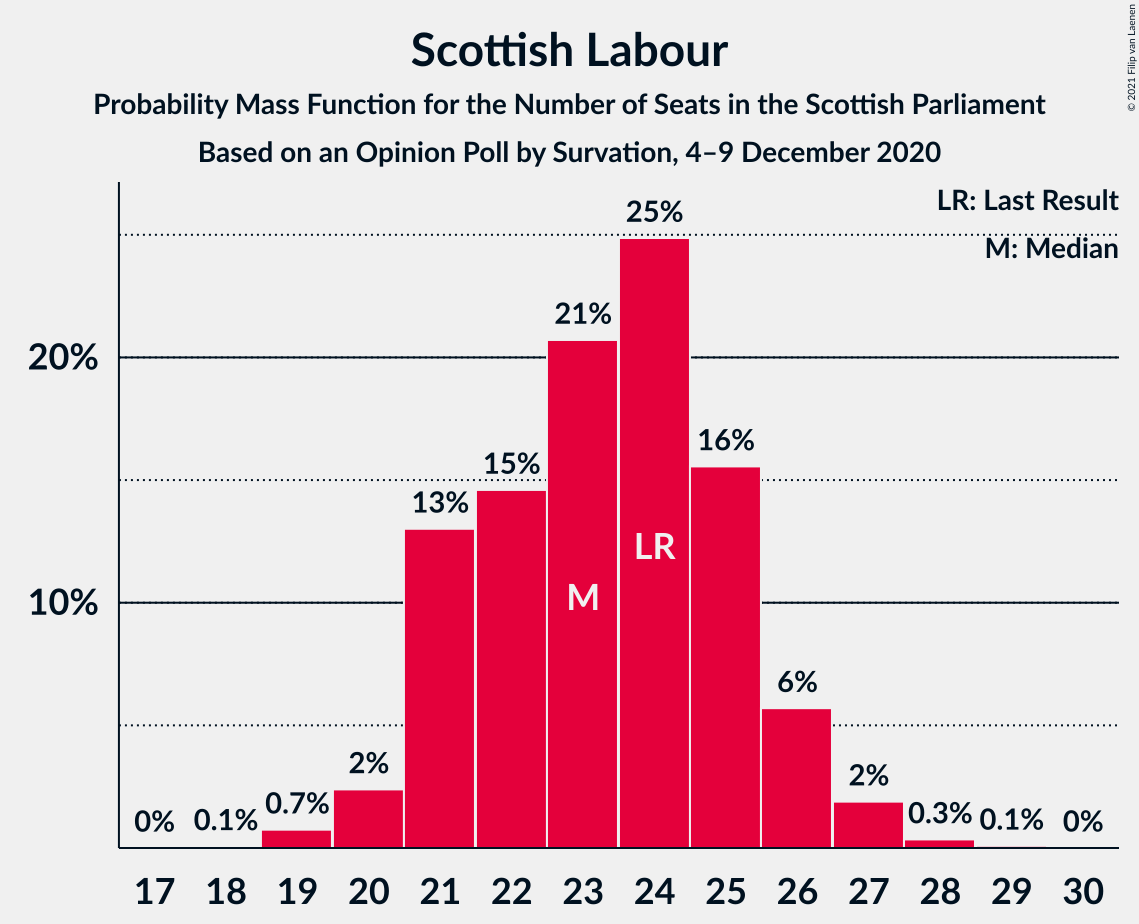 Scottish Labour
Probability Mass Function for the Number of Seats in the Scottish Parliament
Based on an Opinion Poll by Survation, 4–9 December 2020
© 2021 Filip van Laenen
LR: Last Result
M: Median
20%
10%
0%
0.1%
0.7%
2%
13%
15%
21%
25%
16%
6%
2%
0.3%
0.1%
0%
M
LR
17 18 19 20 21 22 23 24 25 26 27 28 29 30